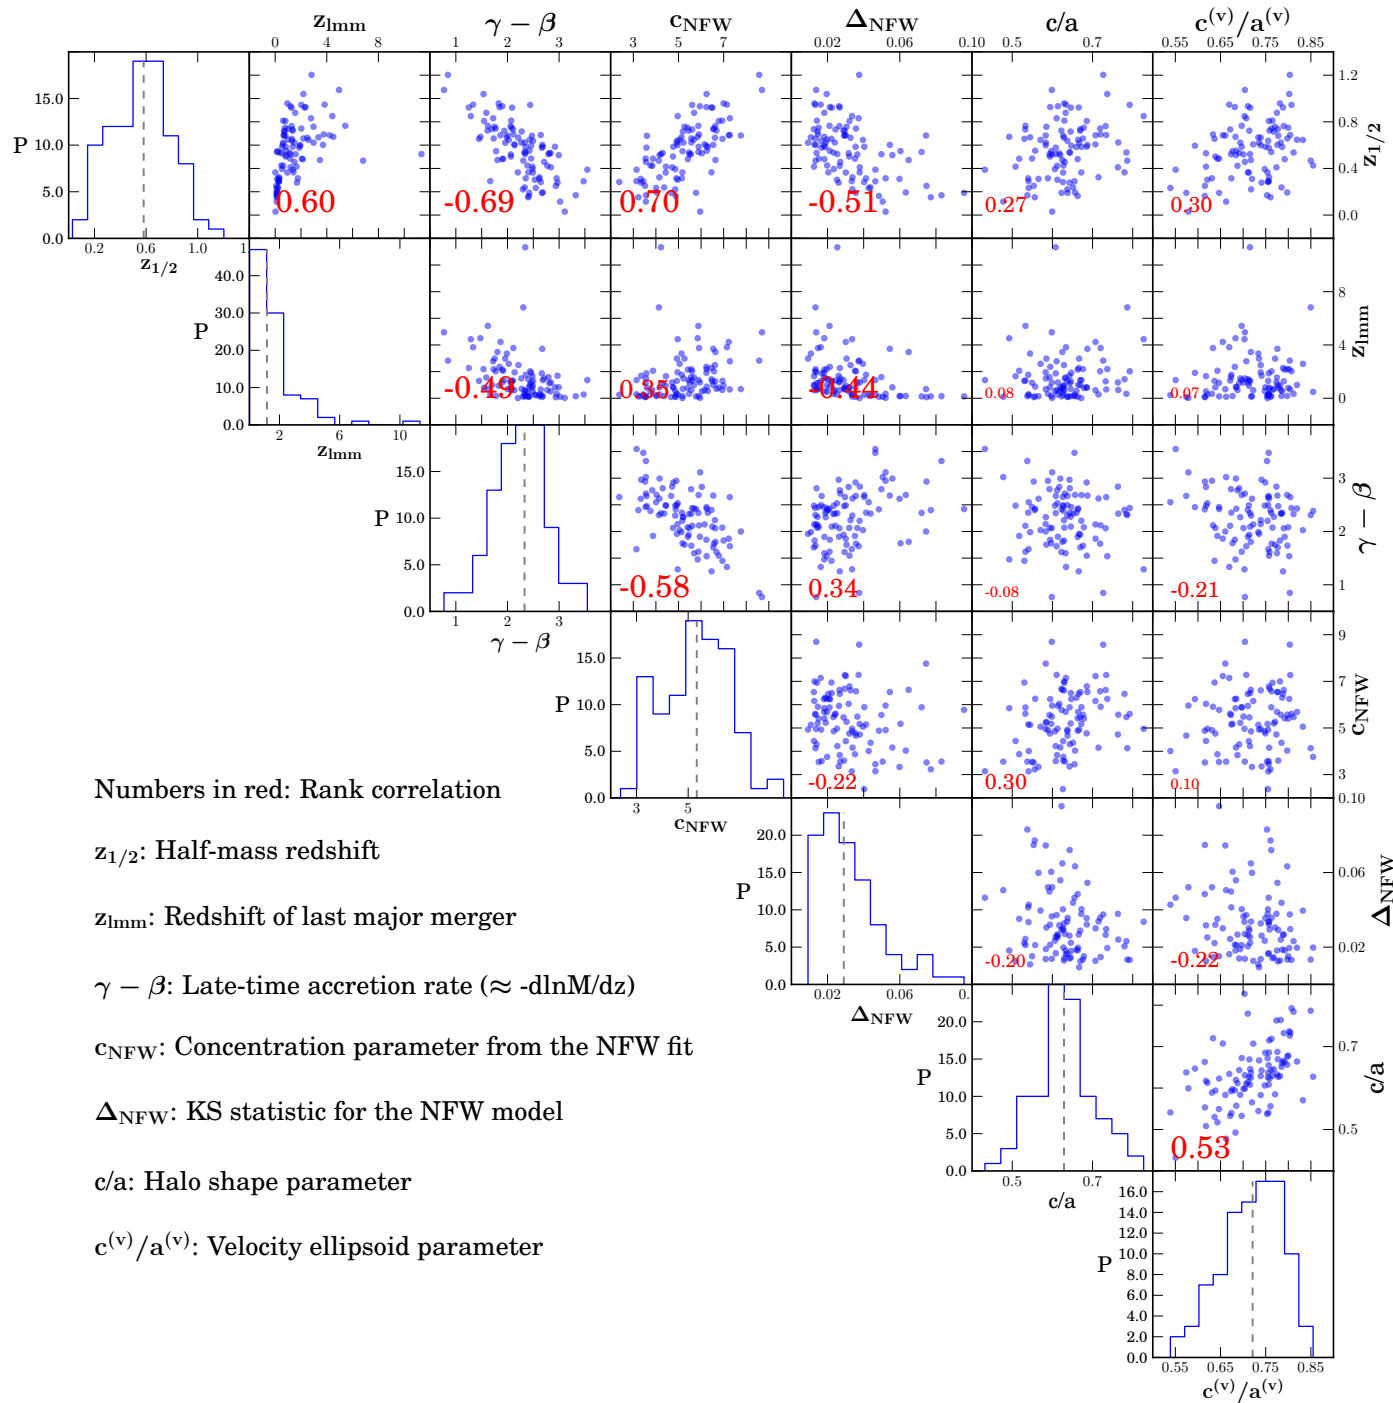 z_lmm γ − β c_NFW Δ_NFW c/a c^(v)/a^(v)
0 4 8 1 2 3 3 5 7 0.02 0.06 0.10 0.5 0.7 0.55 0.65 0.75 0.85
15.0
P 10.0
5.0
0.0
0.2 0.6 1.0
z_1/2
0.60 -0.69 0.70 -0.51 0.27 0.30
1.2
0.8
0.4
0.0
z_1/2
1
40.0
30.0
P
40.0
10.0
0.0
2 6 10
z_lmm
-0.49 0.35 -0.44 0.08 0.07
8
4
0
z_lmm
15.0
P 10.0
5.0
0.0
1 2 3
γ − β
-0.58 0.34 -0.08 -0.21
3
2
1
γ − β
15.0
P 10.0
5.0
0.0
3 5
c_NFW
-0.22 0.30 0.10
9
7
5
3
c_NFW
20.0
15.0
P
10.0
5.0
0.0
0.02 0.06 0.
Δ_NFW
-0.20 -0.22
0.10
0.06
0.02
Δ_NFW
20.0
15.0
P
10.0
5.0
0.0
0.5 0.7
c/a
0.53
0.7
0.5
c/a
16.0
14.0
12.0
P 10.0
8.0
6.0
4.0
2.0
0.0
0.55 0.65 0.75 0.85
c^(v)/a^(v)
Numbers in red: Rank correlation
z_1/2: Half-mass redshift
z_lmm: Redshift of last major merger
γ − β: Late-time accretion rate (≈ -dlnM/dz)
c_NFW: Concentration parameter from the NFW fit
Δ_NFW: KS statistic for the NFW model
c/a: Halo shape parameter
c^(v)/a^(v): Velocity ellipsoid parameter